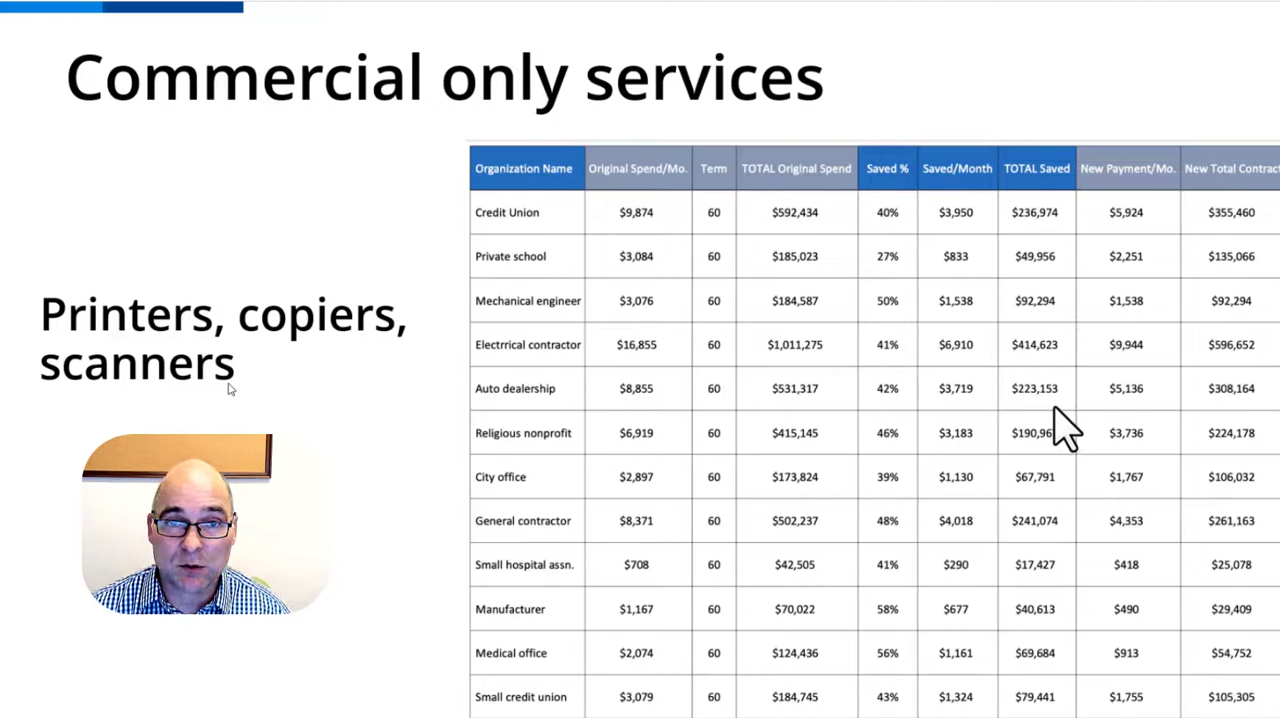 Commercial only services
Printers, copiers,
scanners
Organization Name Original Spend/Mo. Term TOTAL Original Spend Saved % Saved/Month TOTAL Saved New Payment/Mo. New Total Contract
Credit Union $9,874 60 $592,434 40% $3,950 $236,974 $5,924 $355,460
Private school $3,084 60 $185,023 27% $833 $49,956 $2,251 $135,066
Mechanical engineer $3,076 60 $184,587 50% $1,538 $92,294 $1,538 $92,294
Electrrical contractor $16,855 60 $1,011,275 41% $6,910 $414,623 $9,944 $596,652
Auto dealership $8,855 60 $531,317 42% $3,719 $223,153 $5,136 $308,164
Religious nonprofit $6,919 60 $415,145 46% $3,183 $3,736 $224,178
City office $2,897 60 $173,824 39% $1,130 $67,791 $1,767 $106,032
General contractor $8,371 60 $502,237 48% $4,018 $241,074 $4,353 $261,163
Small hospital assn. $708 60 $42,505 41% $290 $17,427 $418 $25,078
Manufacturer $1,167 60 $70,022 58% $677 $40,613 $490 $29,409
Medical office $2,074 60 $124,436 56% $1,161 $69,684 $913 $54,752
Small credit union $3,079 60 $184,745 43% $1,324 $79,441 $1,755 $105,305